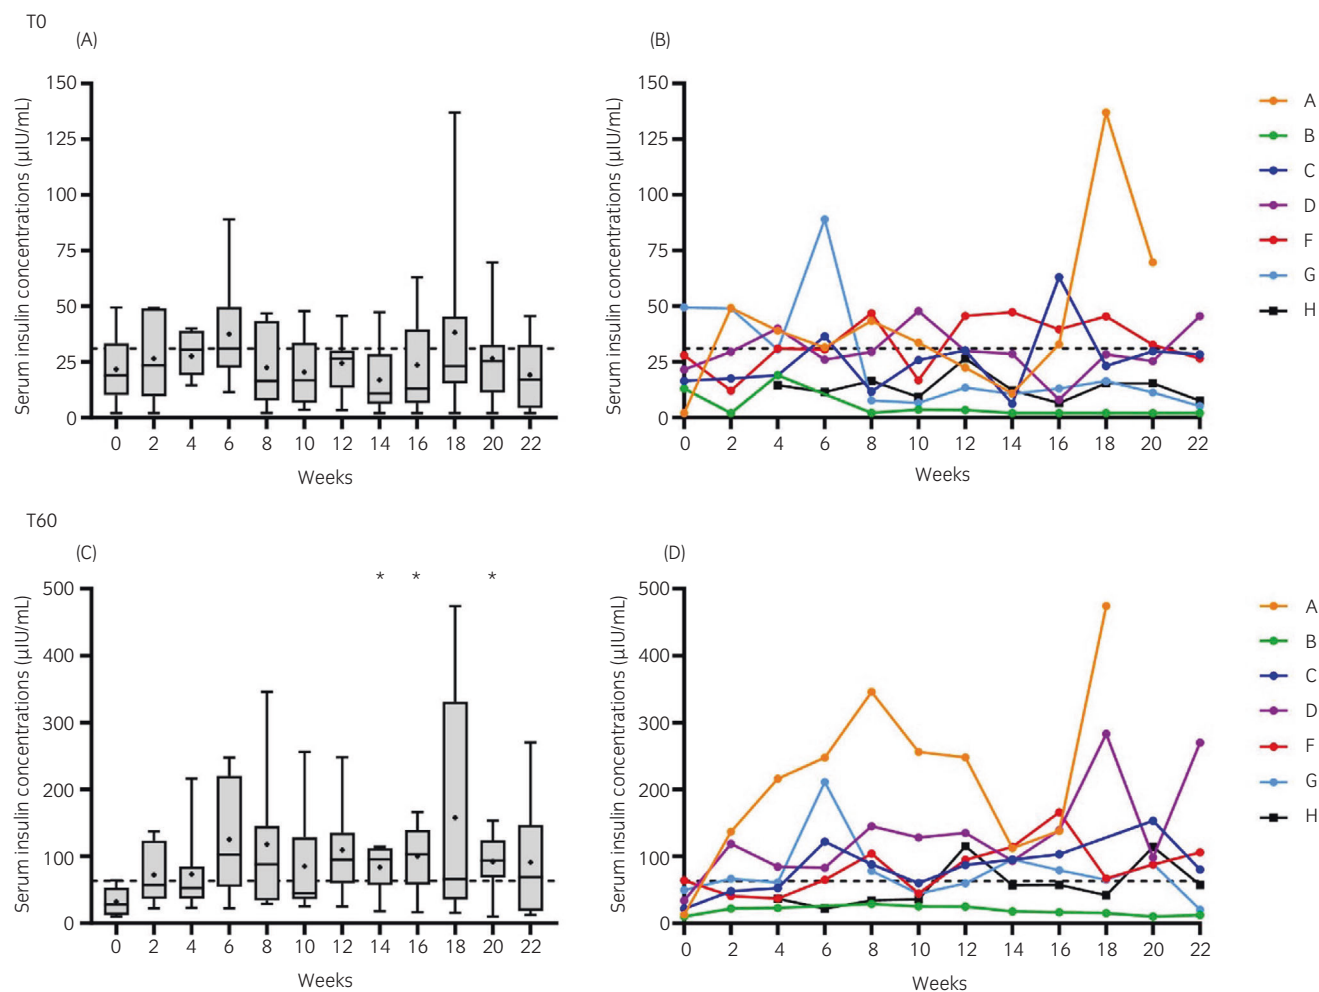 T0
(A)
(B)
Serum insulin concentrations (µIU/mL)
150
125
100
75
50
25
0
0 2 4 6 8 10 12 14 16 18 20 22
Weeks
Serum insulin concentrations (µIU/mL)
150
125
100
75
50
25
0
0 2 4 6 8 10 12 14 16 18 20 22
Weeks
A
B
C
D
F
G
H
T60
(C)
(D)
* * *
Serum insulin concentrations (µIU/mL)
500
400
300
200
100
0
0 2 4 6 8 10 12 14 16 18 20 22
Weeks
Serum insulin concentrations (µIU/mL)
500
400
300
200
100
0
0 2 4 6 8 10 12 14 16 18 20 22
Weeks
A
B
C
D
F
G
H